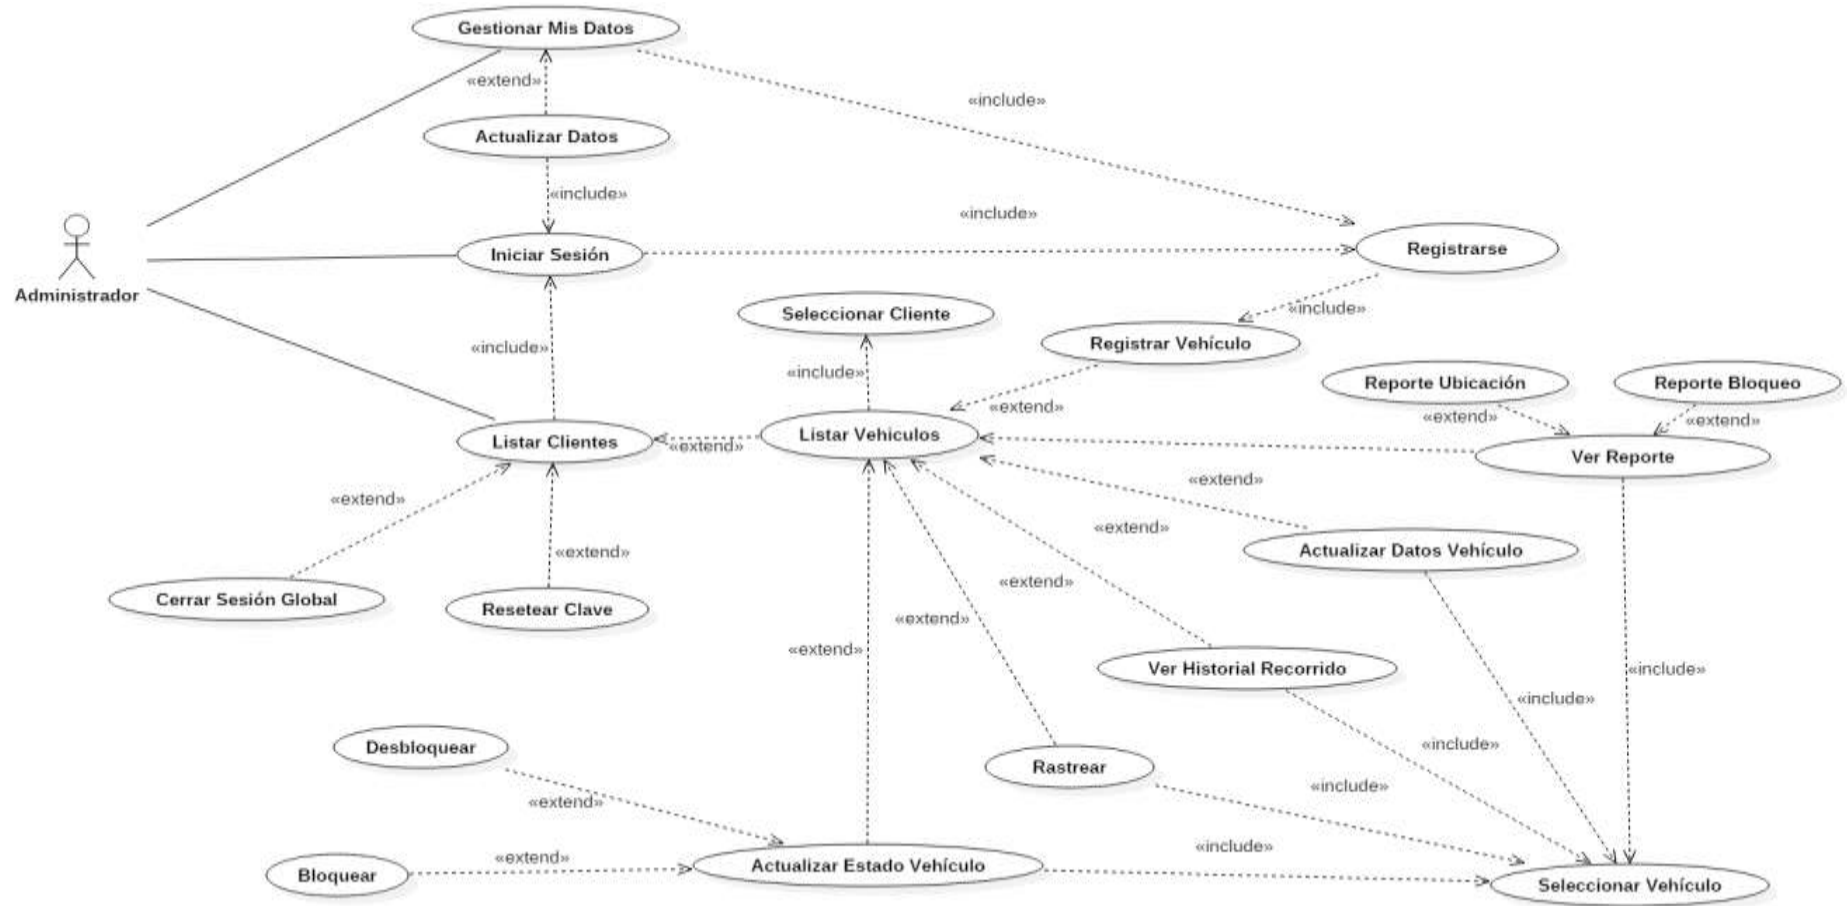 Gestionar Mis Datos
«extend»
«include»
Actualizar Datos
«include»
«include»
Iniciar Sesión
Registrarse
Administrador
Seleccionar Cliente
«include»
Registrar Vehículo
«include»
«include»
Reporte Ubicación
Reporte Bloqueo
«extend»
«extend»
«extend»
Listar Clientes
«extend»
Listar Vehiculos
Ver Reporte
«extend»
«extend»
«extend»
«extend»
Actualizar Datos Vehículo
«extend»
Cerrar Sesión Global
Resetear Clave
«extend»
«extend»
Ver Historial Recorrido
«include»
«include»
Desbloquear
«include»
Rastrear
«extend»
«include»
Bloquear
«extend»
Actualizar Estado Vehículo
«include»
Seleccionar Vehículo